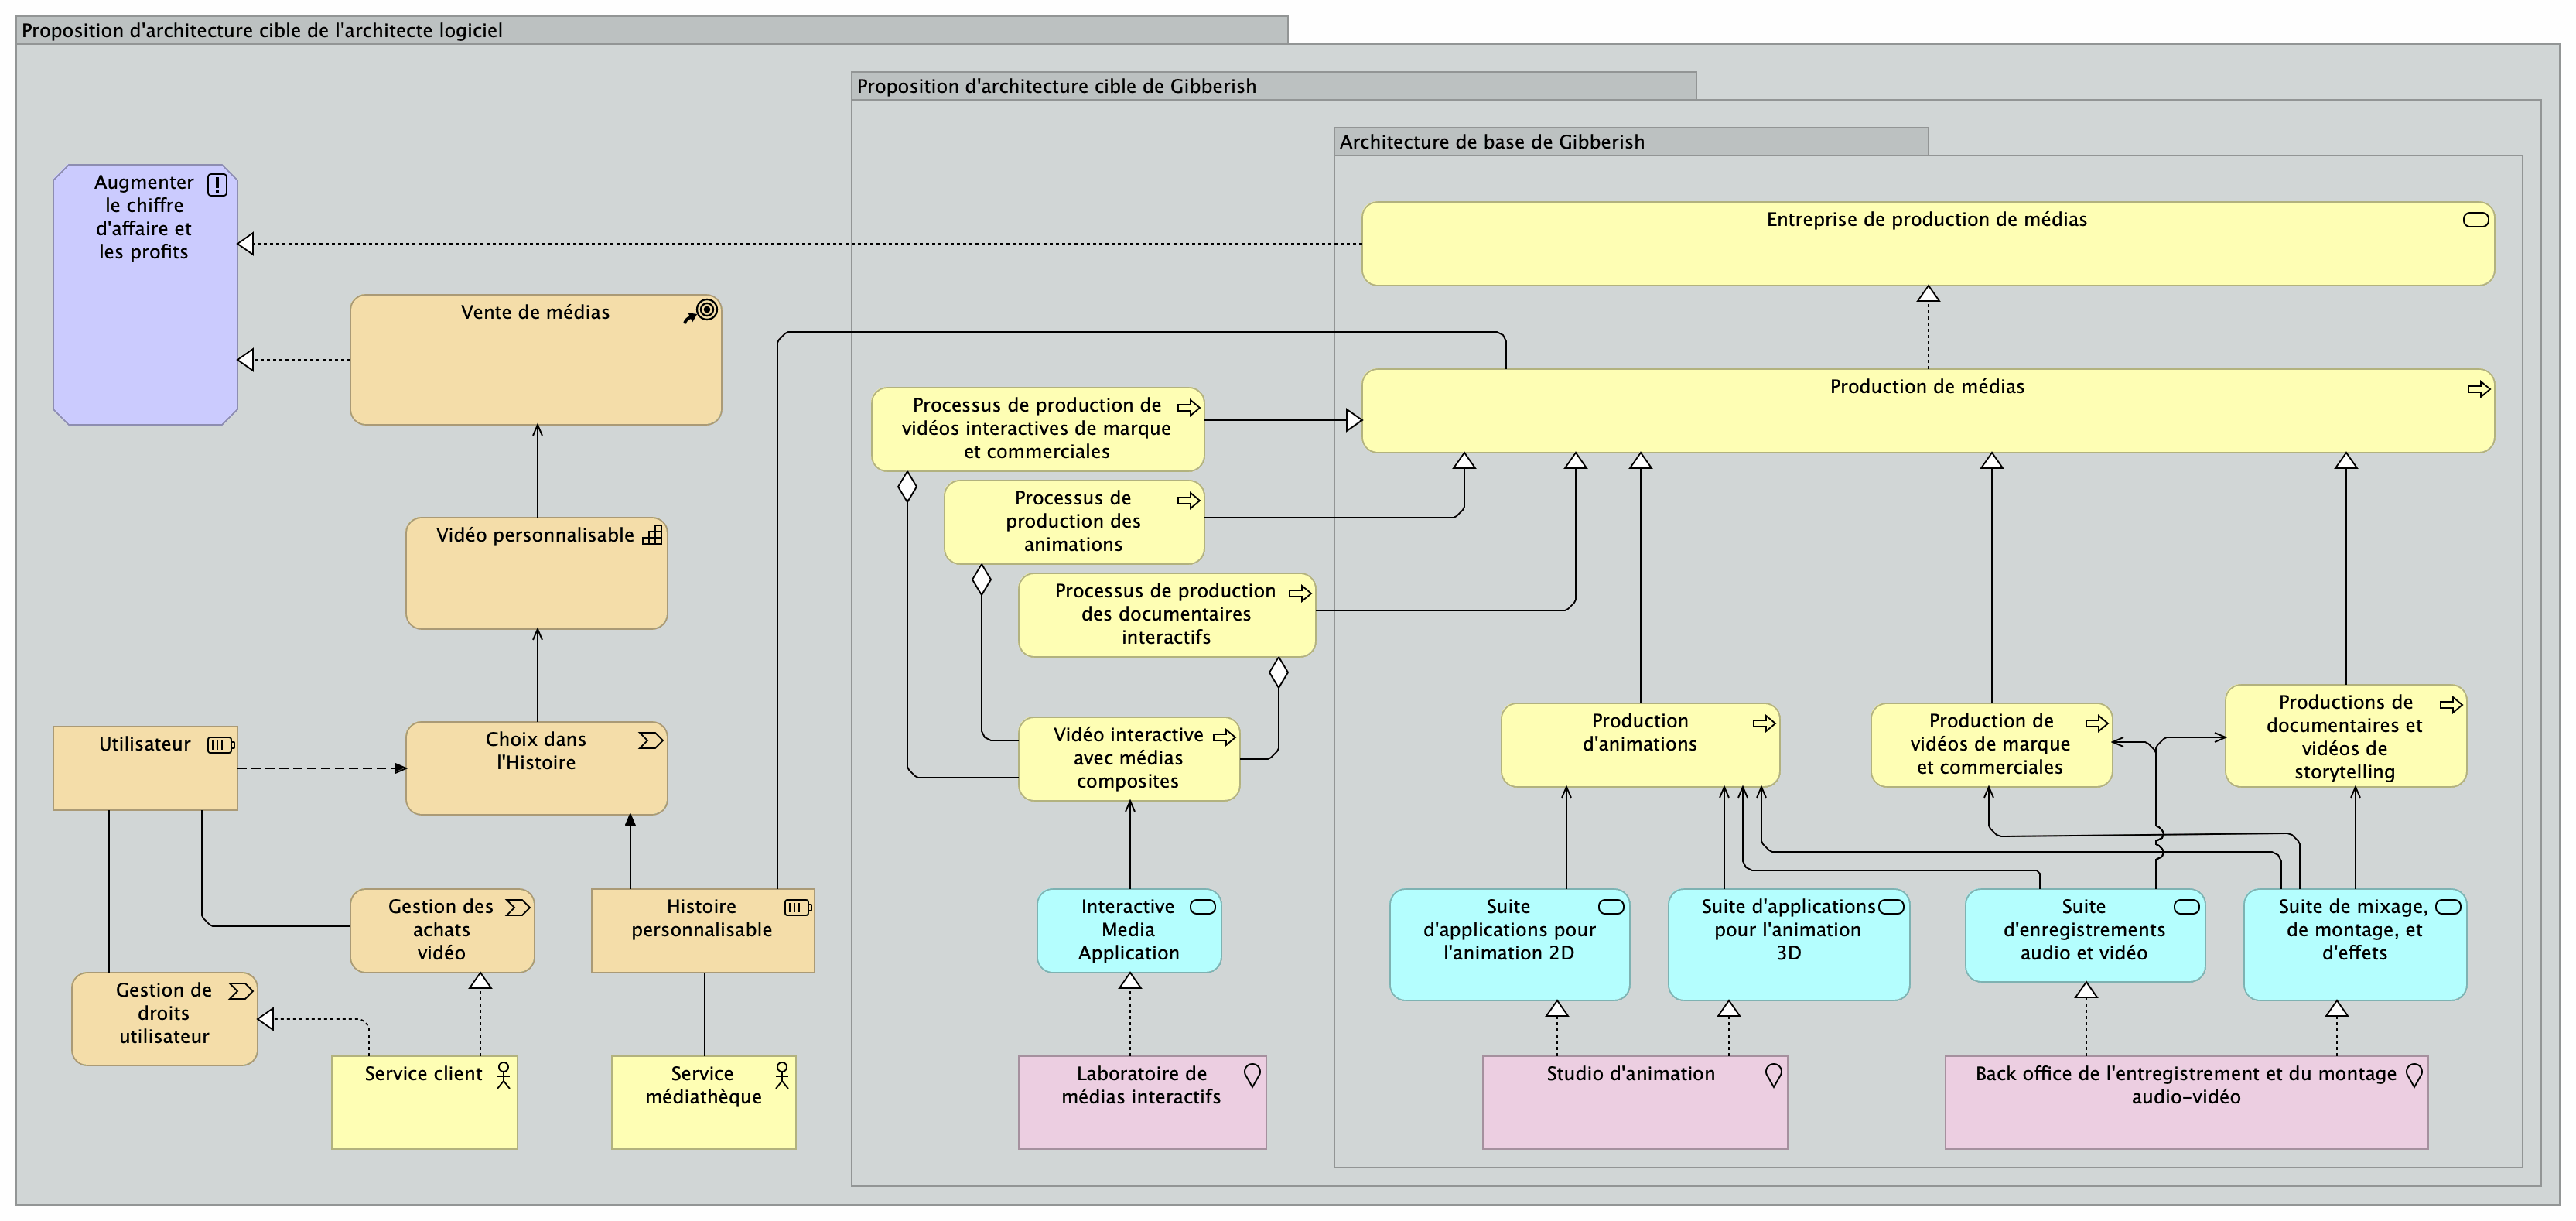 Proposition d'architecture cible de l'architecte logiciel
Proposition d'architecture cible de Gibberish
Architecture de base de Gibberish
Augmenter
le chiffre
d'affaire et
les profits
Entreprise de production de médias
Vente de médias
Production de médias
Processus de production de
vidéos interactives de marque
et commerciales
Processus de
production des
animations
Vidéo personnalisable
Processus de production
des documentaires
interactifs
Utilisateur
Choix dans
l'Histoire
Vidéo interactive
avec médias
composites
Production
d'animations
Production de
vidéos de marque
et commerciales
Productions de
documentaires et
vidéos de
storytelling
Gestion des
achats
vidéo
Histoire
personnalisable
Interactive
Media
Application
Suite
d'applications pour
l'animation 2D
Suite d'applications
pour l'animation
3D
Suite
d'enregistrements
audio et vidéo
Suite de mixage,
de montage, et
d'effets
Gestion de
droits
utilisateur
Service client
Service
médiathèque
Laboratoire de
médias interactifs
Studio d'animation
Back office de l'entregistrement et du montage
audio-vidéo